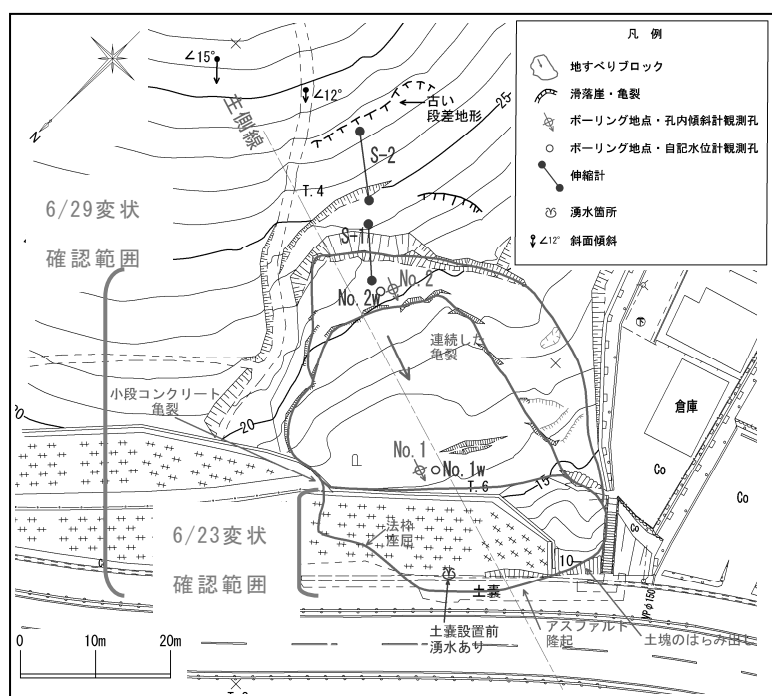 凡 例
地すべりブロック
滑落崖・亀裂
ボーリング地点・孔内傾斜計観測孔
ボーリング地点・自記水位計観測孔
伸縮計
湧水箇所
∠12° 斜面傾斜
∠15°
∠12°
主側線
古い
段差地形
25
N
S-2
T.4
6/29変状
確認範囲
S-1
No.2
No.2w
連続した
亀裂
小段コンクリート
亀裂
20
倉庫
Co
Co
No.1
No.1w
T.6
15
6/23変状
確認範囲
法枠
座屈
Co
10
土嚢
VPφ150
土嚢設置前
湧水あり
アスファルト
隆起
土塊のはらみ出し
0 10m 20m